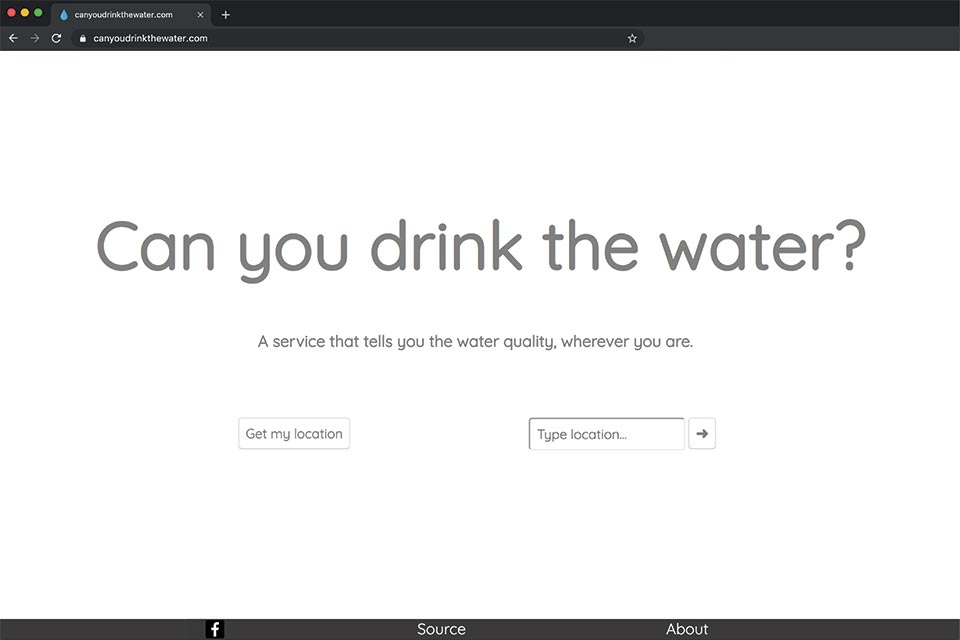 canyoudrinkthewater.com
canyoudrinkthewater.com
Can you drink the water?
A service that tells you the water quality, wherever you are.
Get my location
Type location...
Source
About